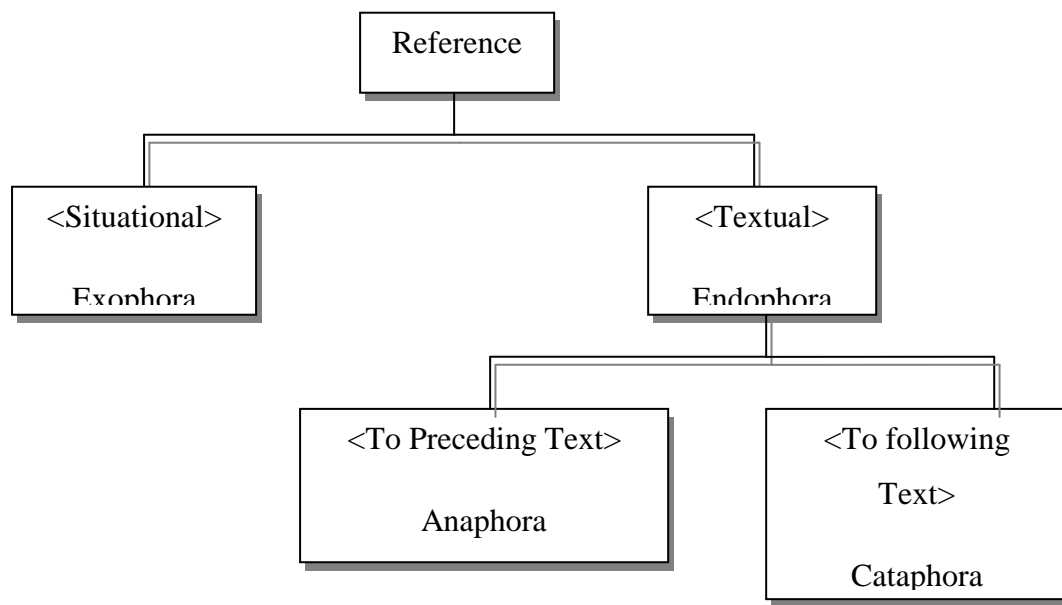 Reference
<Situational>
Exophora
<Textual>
Endophora
<To Preceding Text>
Anaphora
<To following
Text>
Cataphora